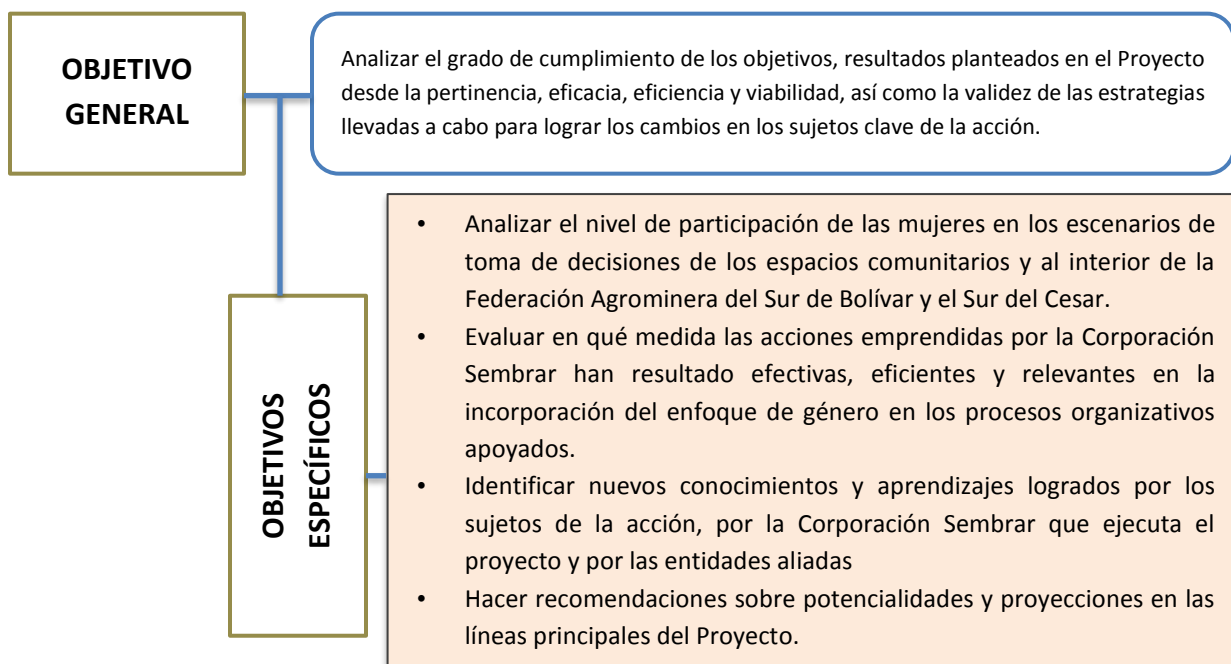 OBJETIVO
GENERAL
Analizar el grado de cumplimiento de los objetivos, resultados planteados en el Proyecto
desde la pertinencia, eficacia, eficiencia y viabilidad, así como la validez de las estrategias
llevadas a cabo para lograr los cambios en los sujetos clave de la acción.
OBJETIVOS
ESPECÍFICOS
• Analizar el nivel de participación de las mujeres en los escenarios de
toma de decisiones de los espacios comunitarios y al interior de la
Federación Agrominera del Sur de Bolívar y el Sur del Cesar.
• Evaluar en qué medida las acciones emprendidas por la Corporación
Sembrar han resultado efectivas, eficientes y relevantes en la
incorporación del enfoque de género en los procesos organizativos
apoyados.
• Identificar nuevos conocimientos y aprendizajes logrados por los
sujetos de la acción, por la Corporación Sembrar que ejecuta el
proyecto y por las entidades aliadas
• Hacer recomendaciones sobre potencialidades y proyecciones en las
líneas principales del Proyecto.